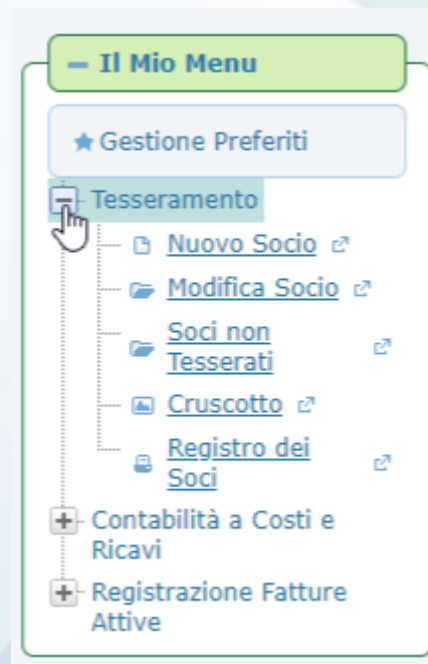 Il Mio Menu
Gestione Preferiti
Tesseramento
Nuovo Socio
Modifica Socio
Soci non
Tesserati
Cruscotto
Registro dei
Soci
Contabilità a Costi e
Ricavi
Registrazione Fatture
Attive